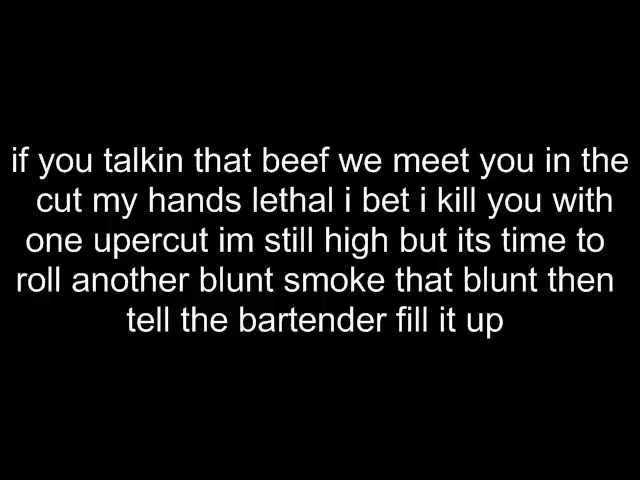 if you talkin that beef we meet you in the
cut my hands lethal i bet i kill you with
one upercut im still high but its time to
roll another blunt smoke that blunt then
tell the bartender fill it up